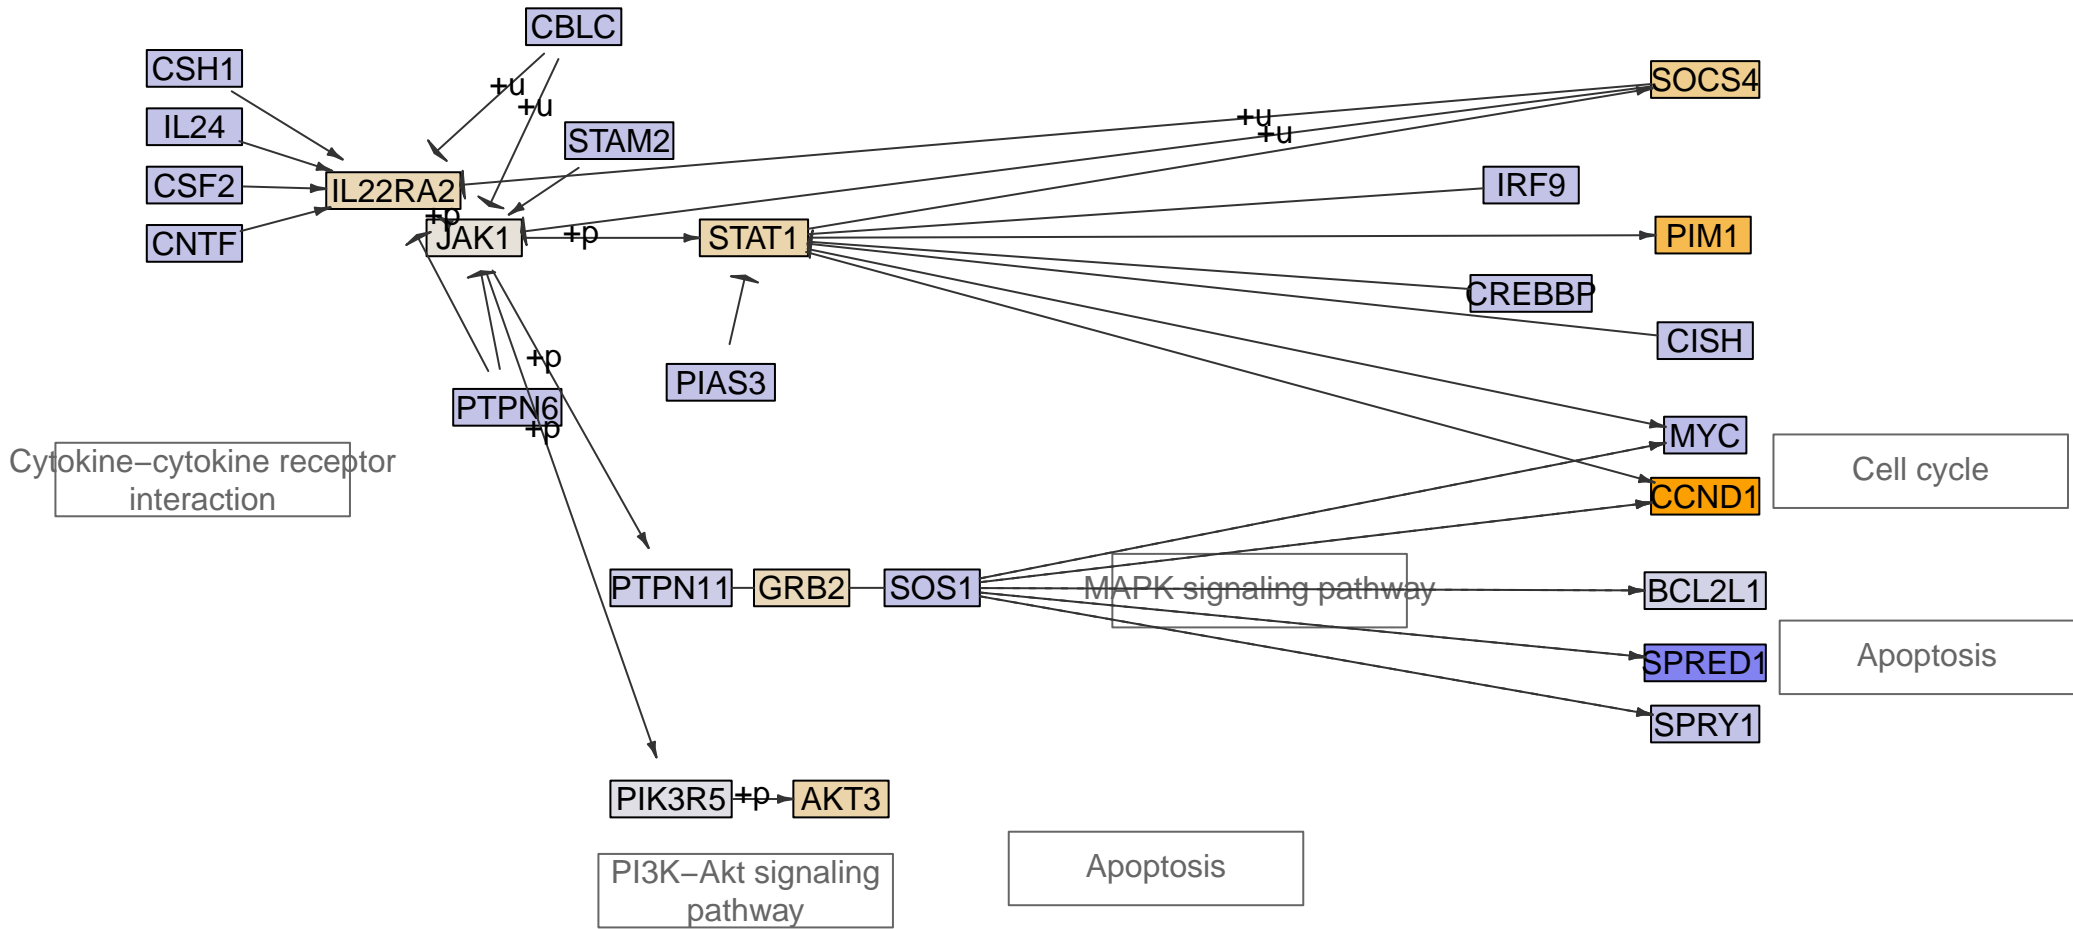 CBLC
CSH1
SOCS4
+u
+u
+u
IL24
+u
STAM2
CSF2
IL22RA2
IRF9
+p
CNTF
JAK1
+p
STAT1
PIM1
CREBBP
CISH
+p
PIAS3
PTPN6
+p
MYC
Cytokine−cytokine receptor
interaction
Cell cycle
CCND1
PTPN11
GRB2
SOS1
MAPK signaling pathway
BCL2L1
SPRED1
Apoptosis
SPRY1
PIK3R5
+p
AKT3
PI3K−Akt signaling
pathway
Apoptosis